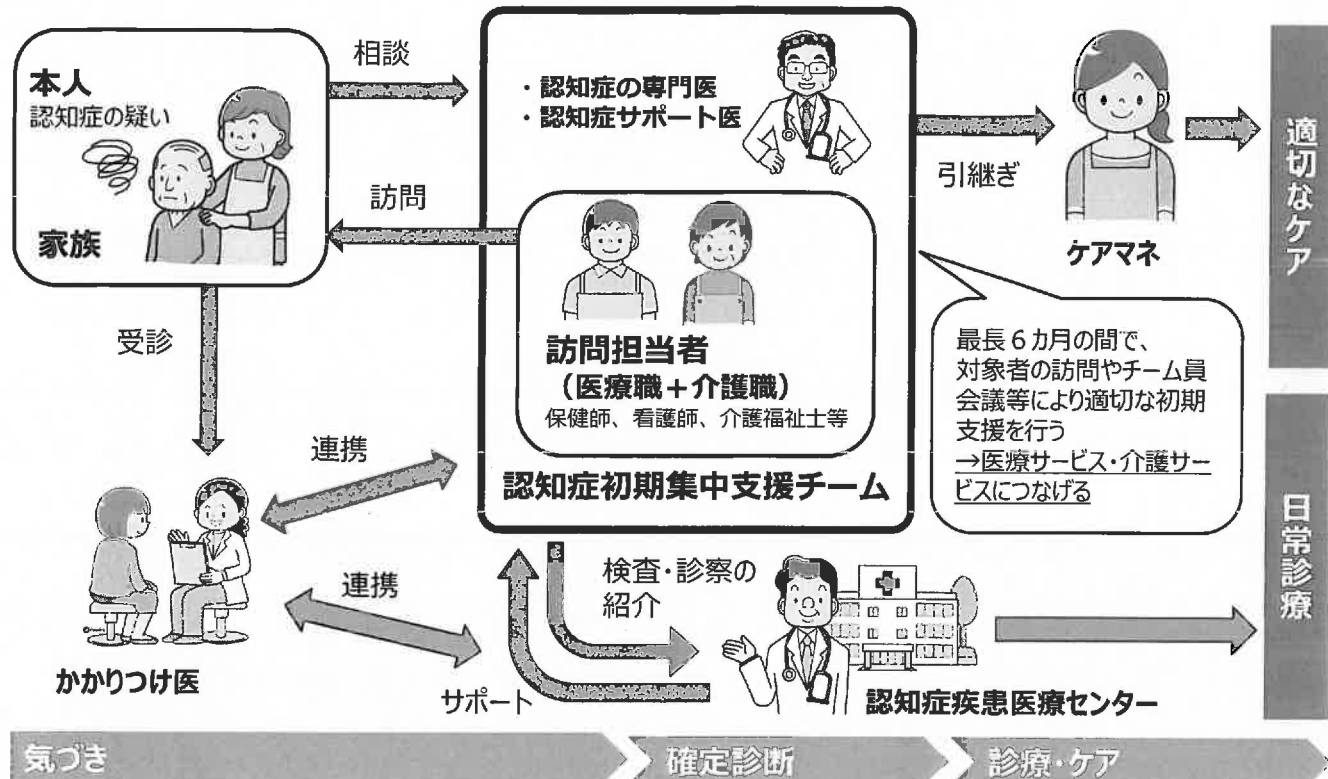 本人
認知症の疑い
家族
相談
訪問
受診
・認知症の専門医
・認知症サポート医
訪問担当者
（医療職＋介護職）
保健師、看護師、介護福祉士等
認知症初期集中支援チーム
引継ぎ
ケアマネ
適切なケア
最長６カ月の間で、
対象者の訪問やチーム員
会議等により適切な初期
支援を行う
→医療サービス・介護サー
ビスにつなげる
日常診療
連携
連携
かかりつけ医
サポート
検査・診察の
紹介
認知症疾患医療センター
気づき
確定診断
診療・ケア